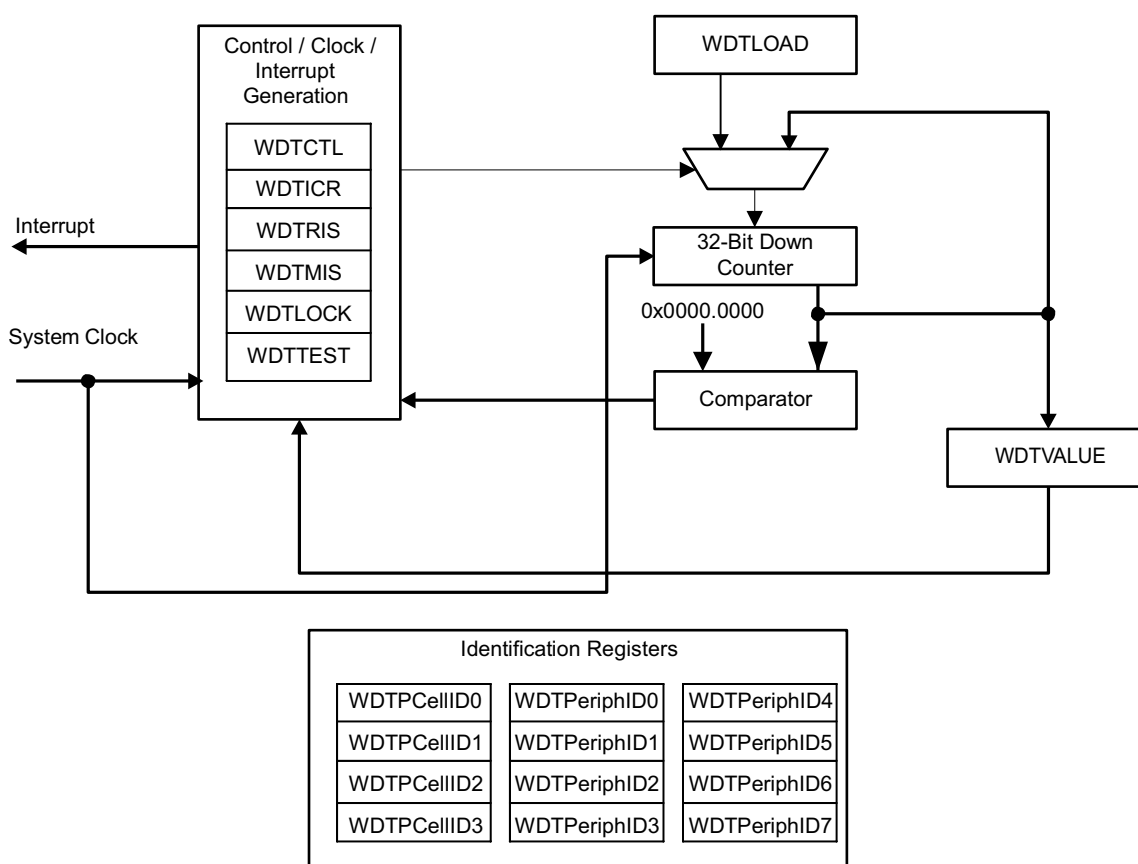 Control / Clock /
Interrupt
Generation
WDTCTL
WDTICR
WDTRIS
WDTMIS
WDTLOCK
WDTTEST
Interrupt
System Clock
WDTLOAD
32-Bit Down
Counter
0x0000.0000
Comparator
WDTVALUE
Identification Registers
WDTPCellID0
WDTPeriphID0
WDTPeriphID4
WDTPCellID1
WDTPeriphID1
WDTPeriphID5
WDTPCellID2
WDTPeriphID2
WDTPeriphID6
WDTPCellID3
WDTPeriphID3
WDTPeriphID7